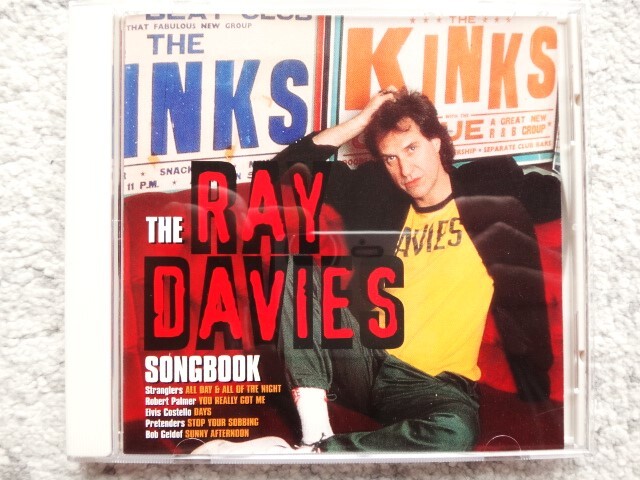 BEAT CLUB
THAT FABULOUS NEW GROUP
THE
INKS
SNACK
11 P.M.
THE
KINKS
A GREAT NEW
R&B GROUP
SEPARATE CLUB BARS
THE
RAY
DAVIES
AVIES
SONGBOOK
Stranglers ALL DAY & ALL OF THE NIGHT
Robert Palmer YOU REALLY GOT ME
Elvis Costello DAYS
Pretenders STOP YOUR SOBBING
Bob Geldof SUNNY AFTERNOON